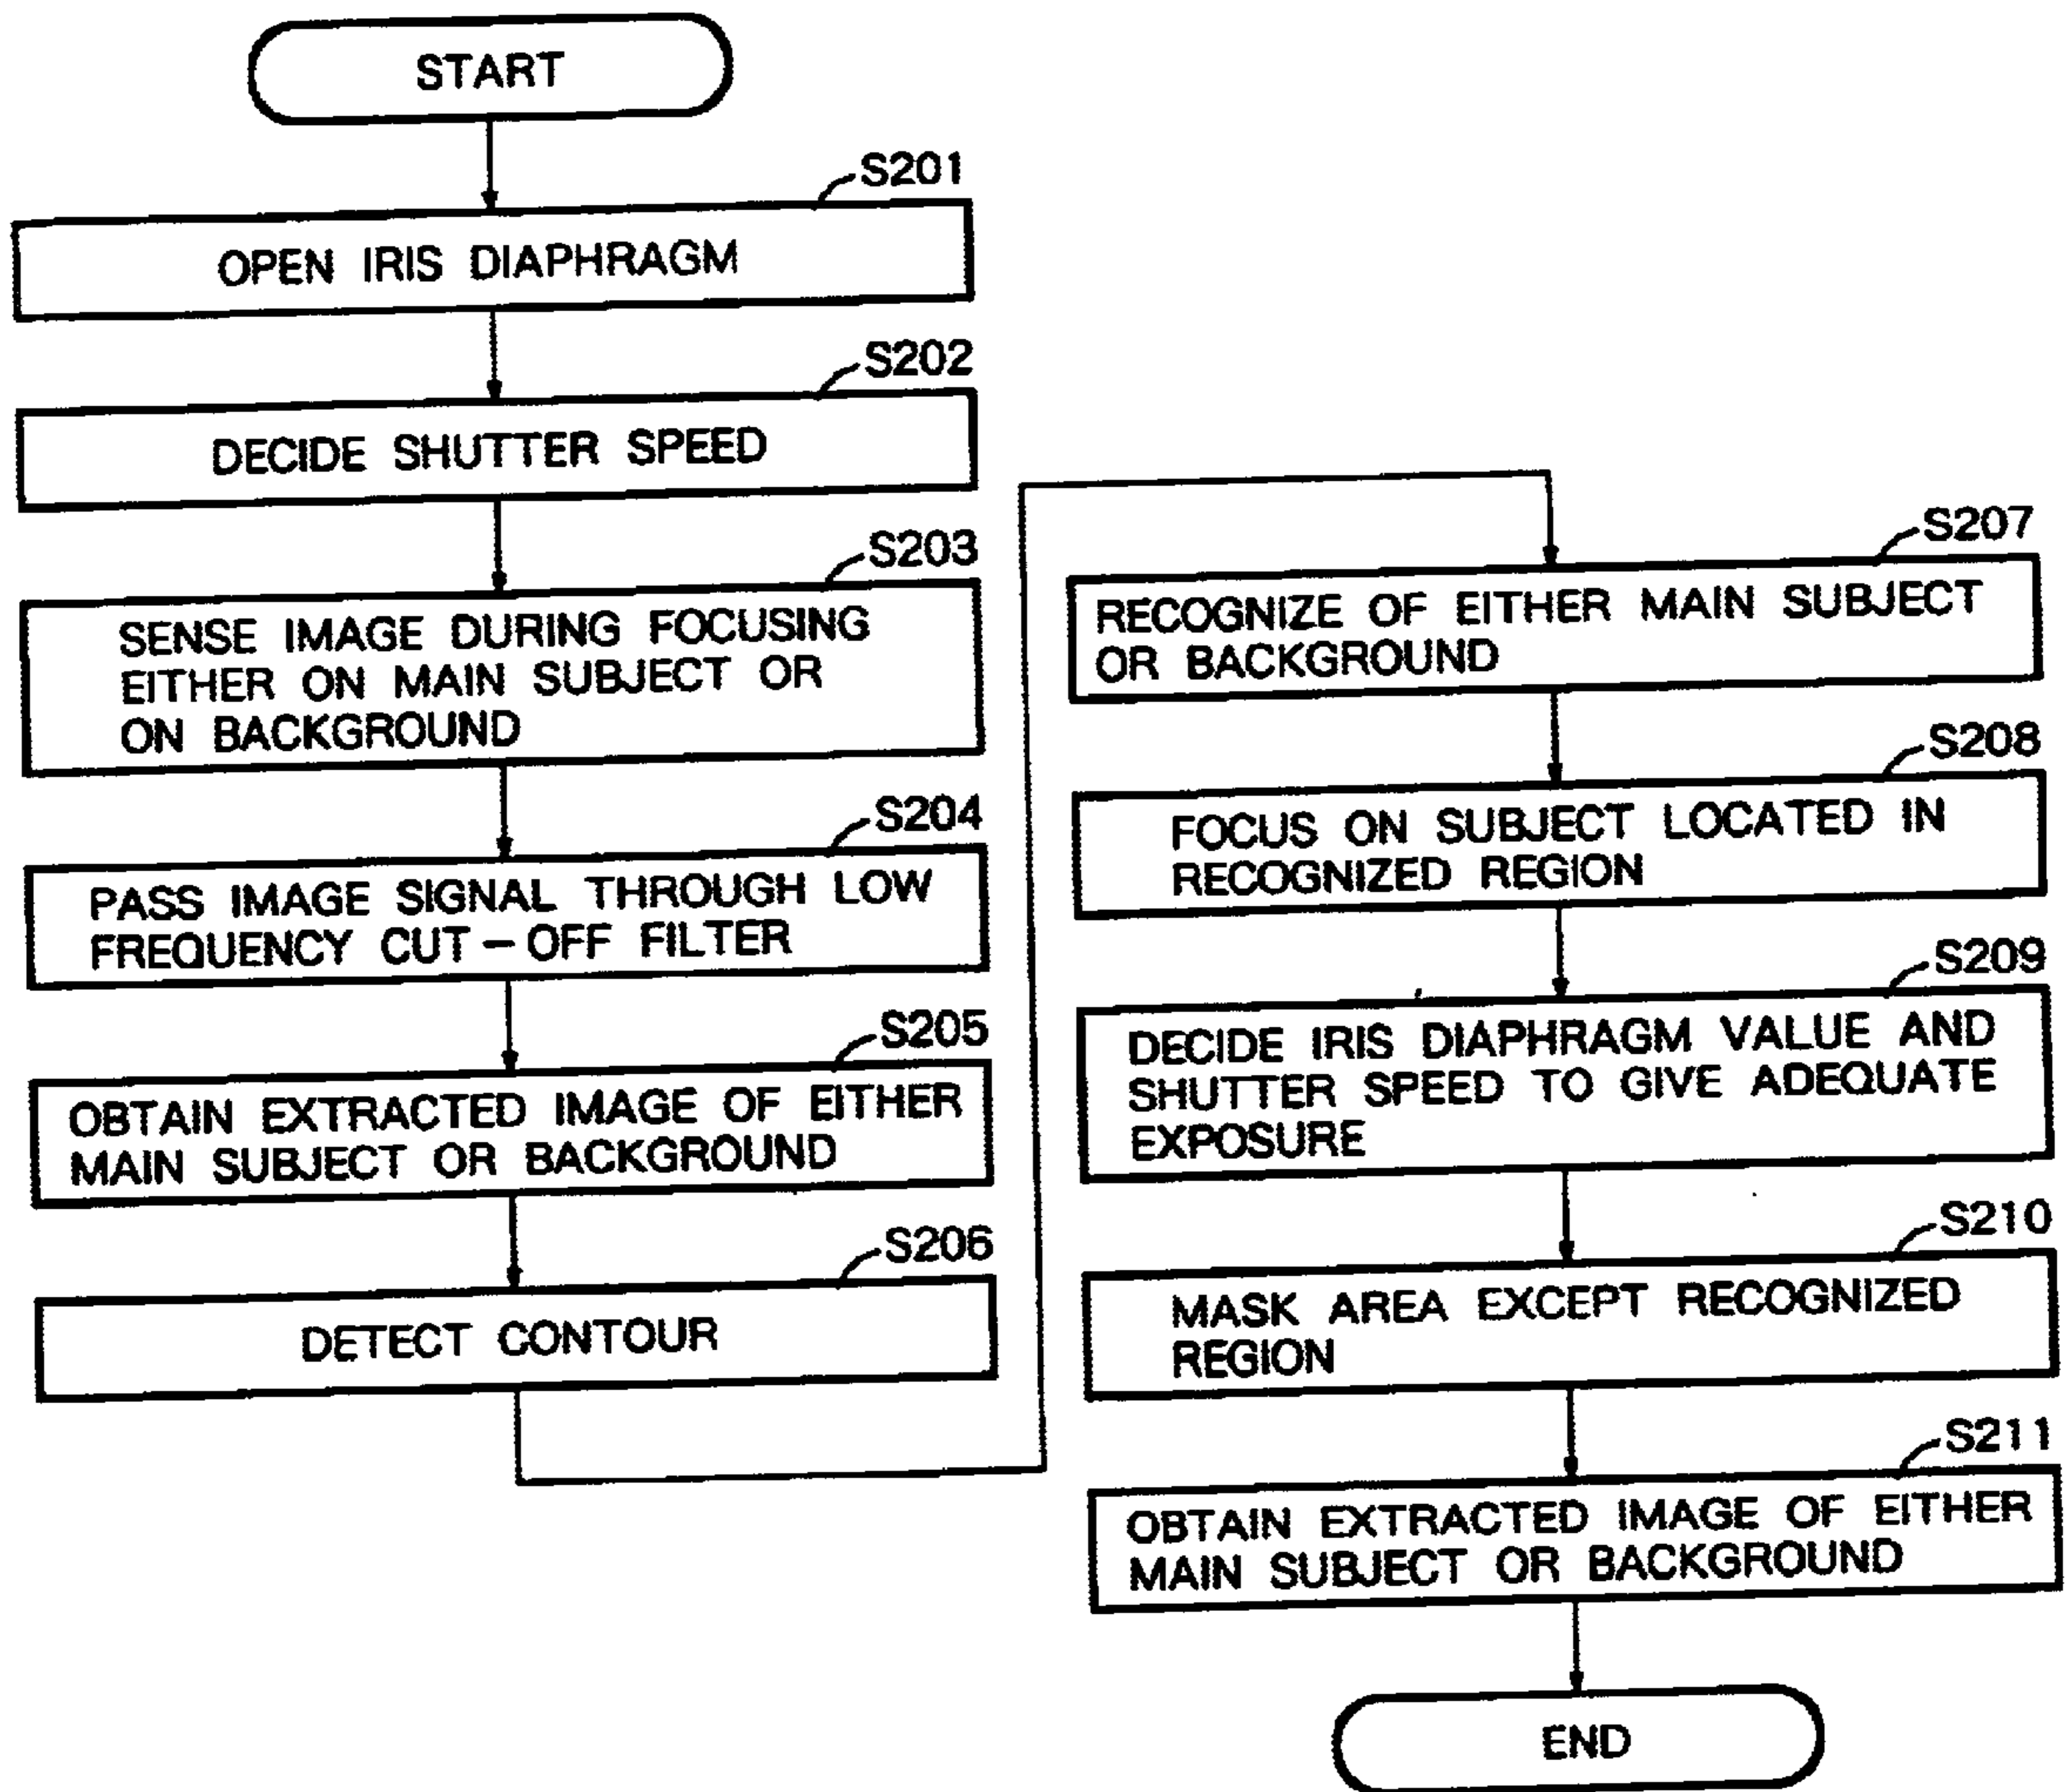 START
S201
OPEN IRIS DIAPHRAGM
S202
DECIDE SHUTTER SPEED
S203
SENSE IMAGE DURING FOCUSING
EITHER ON MAIN SUBJECT OR
ON BACKGROUND
S204
PASS IMAGE SIGNAL THROUGH LOW
FREQUENCY CUT-OFF FILTER
S205
OBTAIN EXTRACTED IMAGE OF EITHER
MAIN SUBJECT OR BACKGROUND
S206
DETECT CONTOUR
S207
RECOGNIZE OF EITHER MAIN SUBJECT
OR BACKGROUND
S208
FOCUS ON SUBJECT LOCATED IN
RECOGNIZED REGION
S209
DECIDE IRIS DIAPHRAGM VALUE AND
SHUTTER SPEED TO GIVE ADEQUATE
EXPOSURE
S210
MASK AREA EXCEPT RECOGNIZED
REGION
S211
OBTAIN EXTRACTED IMAGE OF EITHER
MAIN SUBJECT OR BACKGROUND
END